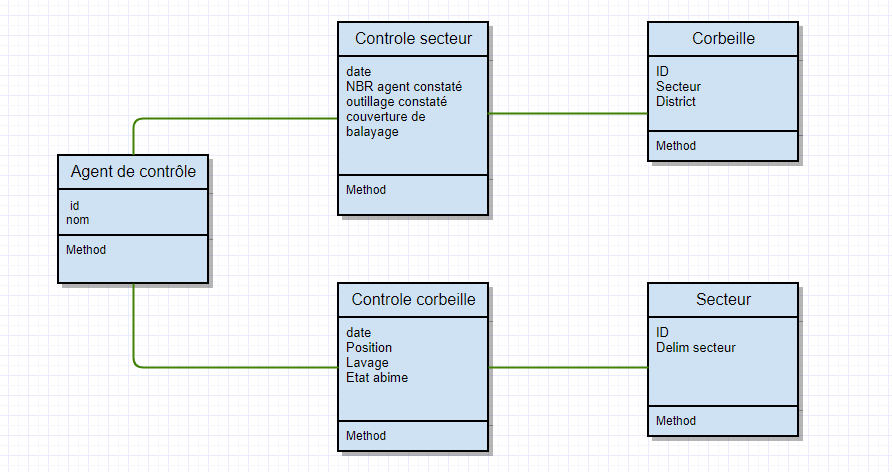 Controle secteur
date
NBR agent constaté
outillage constaté
couverture de
balayage
Method
Corbeille
ID
Secteur
District
Method
Agent de contrôle
id
nom
Method
Controle corbeille
date
Position
Lavage
Etat abime
Method
Secteur
ID
Delim secteur
Method